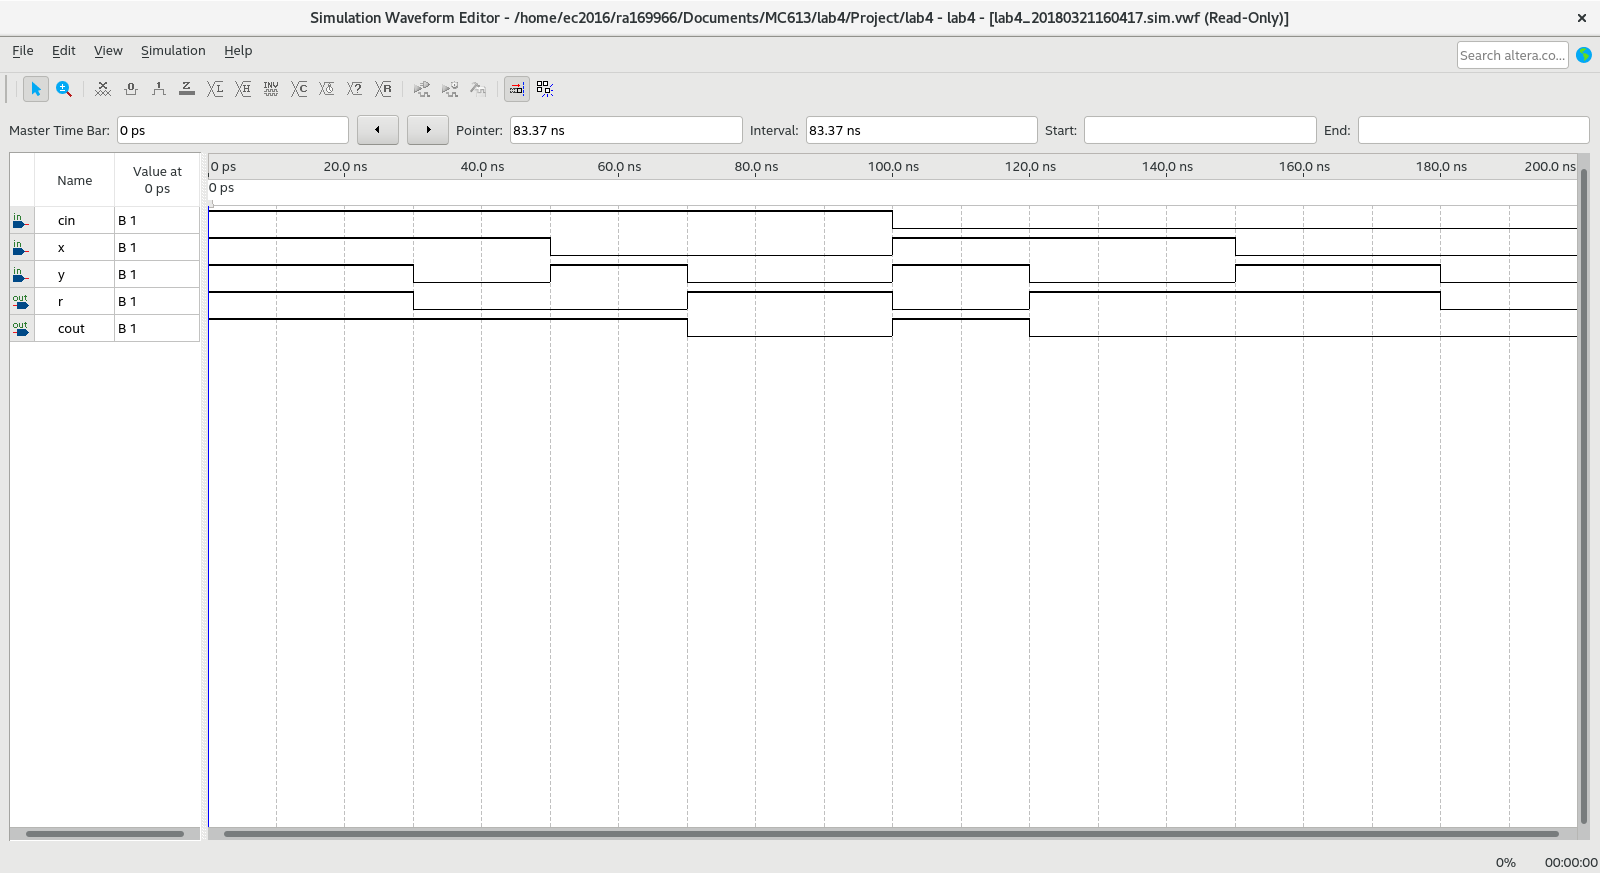 Simulation Waveform Editor - /home/ec2016/ra169966/Documents/MC613/lab4/Project/lab4 - lab4 - [lab4_20180321160417.sim.vwf (Read-Only)]
File Edit View Simulation Help
Search altera.co...
Master Time Bar: 0 ps Pointer: 83.37 ns Interval: 83.37 ns Start: End:
Name Value at 0 ps
0 ps 20.0 ns 40.0 ns 60.0 ns 80.0 ns 100.0 ns 120.0 ns 140.0 ns 160.0 ns 180.0 ns 200.0 ns
0 ps
in cin B 1
in x B 1
in y B 1
out r B 1
out cout B 1
0% 00:00:00